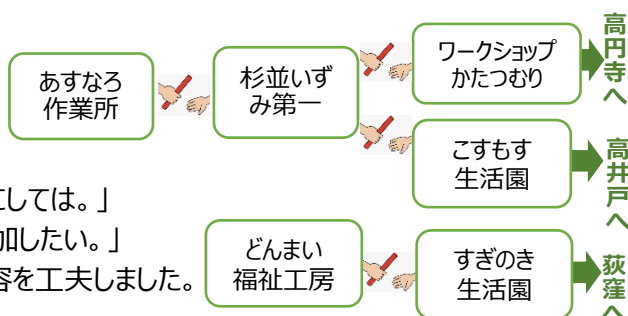 あすなろ
作業所
杉並いず
み第一
ワークショップ
かたつむり
高円寺へ
こすもす
生活園
高井戸へ
しては。」
加したい。」
容を工夫しました。
どんまい
福祉工房
すぎのき
生活園
荻窪へ